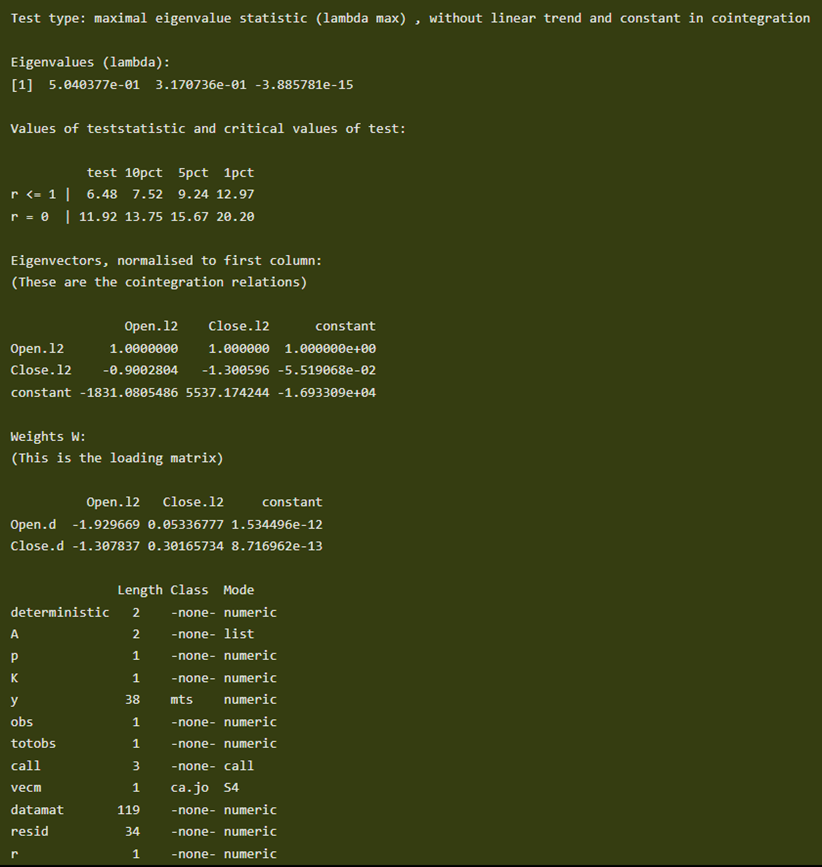 Test type: maximal eigenvalue statistic (lambda max) , without linear trend and constant in cointegration
Eigenvalues (lambda):
[1]  5.040377e-01  3.170736e-01 -3.885781e-15
Values of teststatistic and critical values of test:
         test 10pct  5pct  1pct
r <= 1 |  6.48  7.52  9.24 12.97
r = 0  | 11.92 13.75 15.67 20.20
Eigenvectors, normalised to first column:
(These are the cointegration relations)
              Open.l2    Close.l2      constant
Open.l2     1.0000000    1.000000  1.000000e+00
Close.l2   -0.9002804   -1.300596 -5.519068e-02
constant -1831.0805486 5537.174244 -1.693309e+04
Weights W:
(This is the loading matrix)
         Open.l2   Close.l2     constant
Open.d  -1.929669 0.05336777 1.534496e-12
Close.d -1.307837 0.30165734 8.716962e-13
              Length Class  Mode
deterministic   2    -none- numeric
A               2    -none- list
p               1    -none- numeric
K               1    -none- numeric
y              38    mts    numeric
obs             1    -none- numeric
totobs          1    -none- numeric
call            3    -none- call
vecm            1    ca.jo  S4
datamat       119    -none- numeric
resid          34    -none- numeric
r               1    -none- numeric